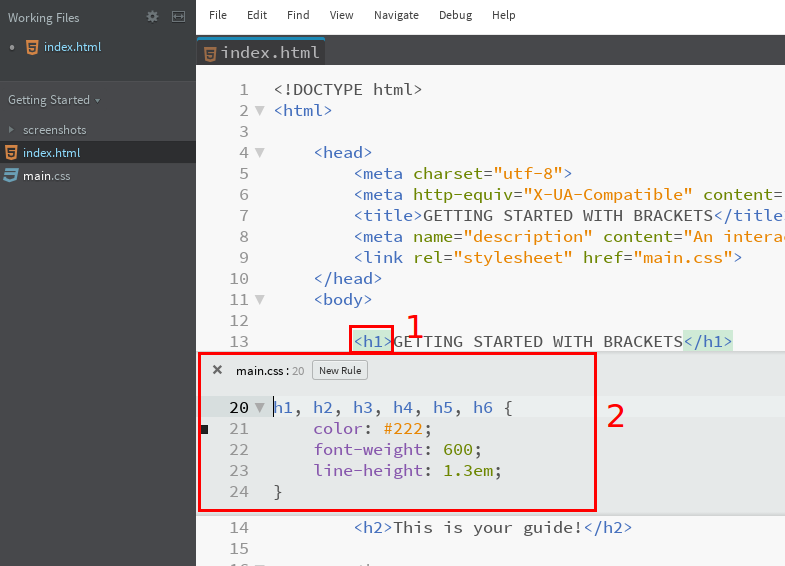 Working Files
index.html
Getting Started
screenshots
index.html
main.css
File Edit Find View Navigate Debug Help
index.html
1 <!DOCTYPE html>
2 <html>
3
4 <head>
5 <meta charset="utf-8">
6 <meta http-equiv="X-UA-Compatible" content=
7 <title>GETTING STARTED WITH BRACKETS</title
8 <meta name="description" content="An intera
9 <link rel="stylesheet" href="main.css">
10 </head>
11 <body>
12
1
13 <h1>GETTING STARTED WITH BRACKETS</h1>
main.css : 20 New Rule
20 h1, h2, h3, h4, h5, h6 {
2
21 color: #222;
22 font-weight: 600;
23 line-height: 1.3em;
24 }
14 <h2>This is your guide!</h2>
15